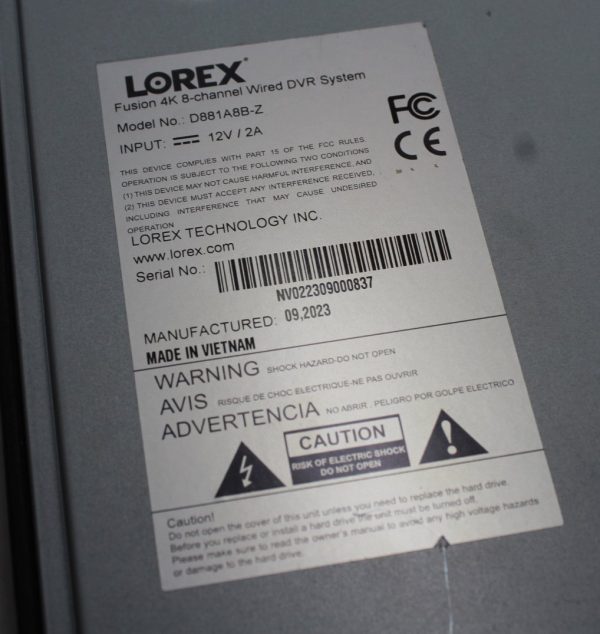 LOREX
Fusion 4K 8-channel Wired DVR System
Model No.: D881A8B-Z
INPUT: 12V / 2A
FC
CE
THIS DEVICE COMPLIES WITH PART 15 OF THE FCC RULES.
OPERATION IS SUBJECT TO THE FOLLOWING TWO CONDITIONS
(1) THIS DEVICE MAY NOT CAUSE HARMFUL INTERFERENCE, AND
(2) THIS DEVICE MUST ACCEPT ANY INTERFERENCE RECEIVED,
INCLUDING INTERFERENCE THAT MAY CAUSE UNDESIRED
OPERATION
LOREX TECHNOLOGY INC.
www.lorex.com
Serial No.:
NV022309000837
MANUFACTURED: 09,2023
MADE IN VIETNAM
WARNING SHOCK HAZARD-DO NOT OPEN
AVIS RISQUE DE CHOC ELECTRIQUE-NE PAS OUVRIR
ADVERTENCIA NO ABRIR . PELIGRO POR GOLPE ELECTRICO
CAUTION
RISK OF ELECTRIC SHOCK
DO NOT OPEN
Caution!
Do not open the cover of this unit unless you need to replace the hard drive.
Before you replace or install a hard drive the unit must be turned off.
Please make sure to read the owner's manual to avoid any high voltage hazards
or damage to the hard drive.